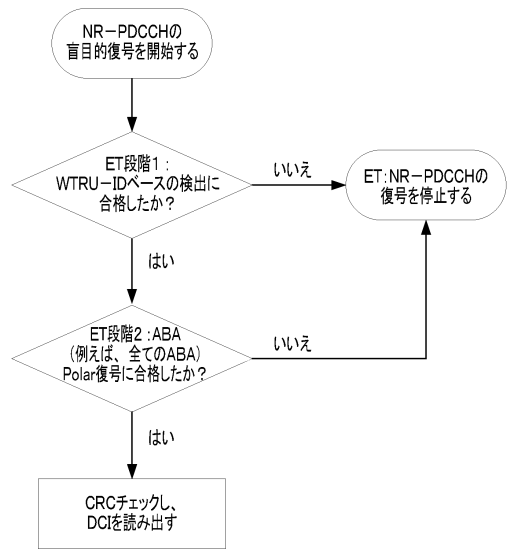 NR－PDCCHの
盲目的復号を開始する
ET段階1：
WTRU－IDベースの検出に
合格したか？
いいえ
ET：NR－PDCCHの
復号を停止する
はい
ET段階2：ABA
（例えば、全てのABA）
Polar復号に合格したか？
いいえ
はい
CRCチェックし、
DCIを読み出す